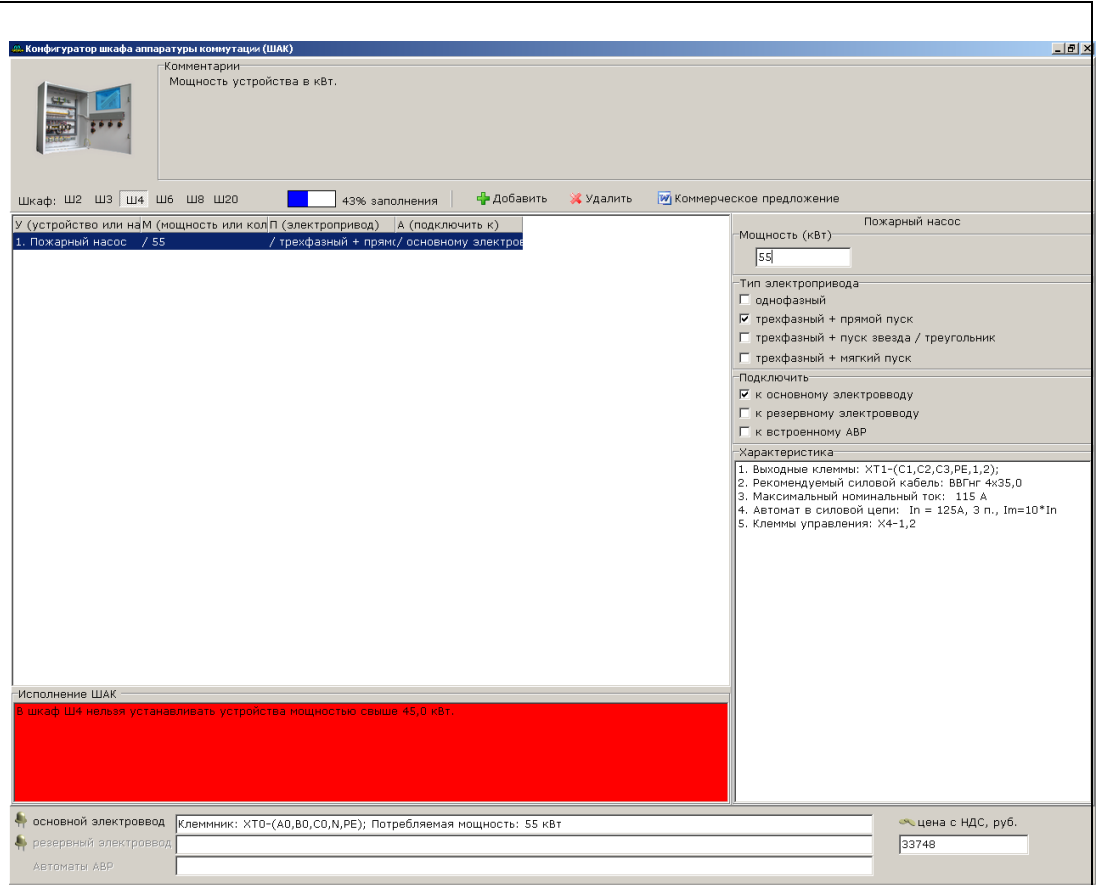 Конфигуратор шкафа аппаратуры коммутации (ШАК)
Комментарии
Мощность устройства в кВт.
Шкаф: Ш2 Ш3 Ш4 Ш6 Ш8 Ш20 43% заполнения Добавить Удалить Коммерческое предложение
У (устройство или на М (мощность или кол П (электропривод) А (подключить к)
1. Пожарный насос / 55 / трехфазный + прямо / основному электров
Пожарный насос
Мощность (кВт)
55
Тип электропривода
однофазный
трехфазный + прямой пуск
трехфазный + пуск звезда / треугольник
трехфазный + мягкий пуск
Подключить
к основному электровводу
к резервному электровводу
к встроенному АВР
Характеристика
1. Выходные клеммы: XT1-(C1,C2,C3,PE,1,2);
2. Рекомендуемый силовой кабель: ВВГнг 4x35,0
3. Максимальный номинальный ток: 115 А
4. Автомат в силовой цепи: In = 125A, 3 п., Im=10*In
5. Клеммы управления: X4-1,2
Исполнение ШАК
В шкаф Ш4 нельзя устанавливать устройства мощностью свыше 45,0 кВт.
основной электроввод Клеммник: XT0-(A0,B0,C0,N,PE); Потребляемая мощность: 55 кВт
цена с НДС, руб.
резервный электроввод 33748
Автоматы АВР